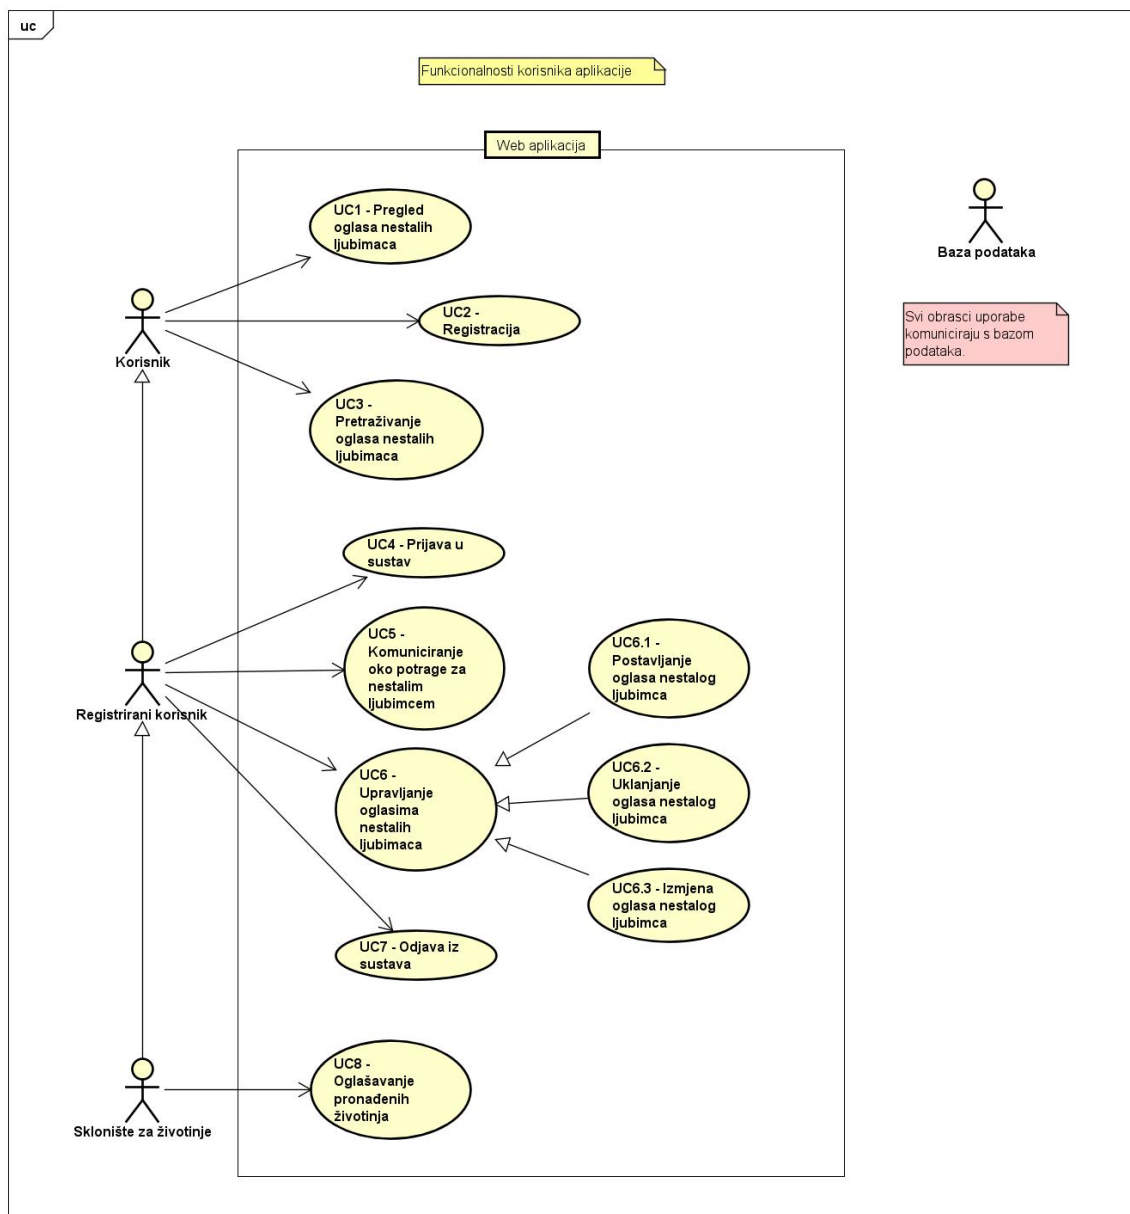 uc
Funkcionalnosti korisnika aplikacije
Web aplikacija
UC1 - Pregled
oglasa nestalih
ljubimaca
Baza podataka
UC2 -
Registracija
Svi obrasci uporabe
komuniciraju s bazom
podataka.
Korisnik
UC3 -
Pretraživanje
oglasa nestalih
ljubimaca
UC4 - Prijava u
sustav
UC5 -
Komuniciranje
oko potrage za
nestalim
ljubimcem
UC6.1 -
Postavljanje
oglasa nestalog
ljubimca
Registrirani korisnik
UC6 -
Upravljanje
oglasima
nestalih
ljubimaca
UC6.2 -
Uklanjanje
oglasa nestalog
ljubimca
UC6.3 - Izmjena
oglasa nestalog
ljubimca
UC7 - Odjava iz
sustava
UC8 -
Oglašavanje
pronađenih
životinja
Sklonište za životinje